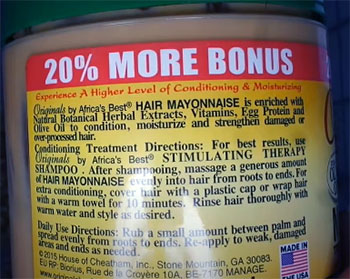 20% MORE BONUS
Experience A Higher Level of Conditioning & Moisturizing
Originals by Africa's Best® HAIR MAYONNAISE is enriched with
Natural Botanical Herbal Extracts, Vitamins, Egg Protein and
Olive Oil to condition, moisturize and strengthen damaged or
over-processed hair.
Conditioning Treatment Directions: For best results, use
Originals by Africa's Best® STIMULATING THERAPY
SHAMPOO . After shampooing, massage a generous amount
of HAIR MAYONNAISE evenly into hair from roots to ends. For
extra conditioning, cover hair with a plastic cap or wrap hair
with a warm towel for 10 minutes. Rinse hair thoroughly with
warm water and style as desired.
Daily Use Directions: Rub a small amount between palm and
spread evenly from roots to ends. Re-apply to weak, damaged
areas and ends as needed.
©2015 House of Cheatham, Inc., Stone Mountain, GA 30083.
EU RP: Biorius, Rue de la Croyère 10A. BE-7170 MANAGE.
MADE IN